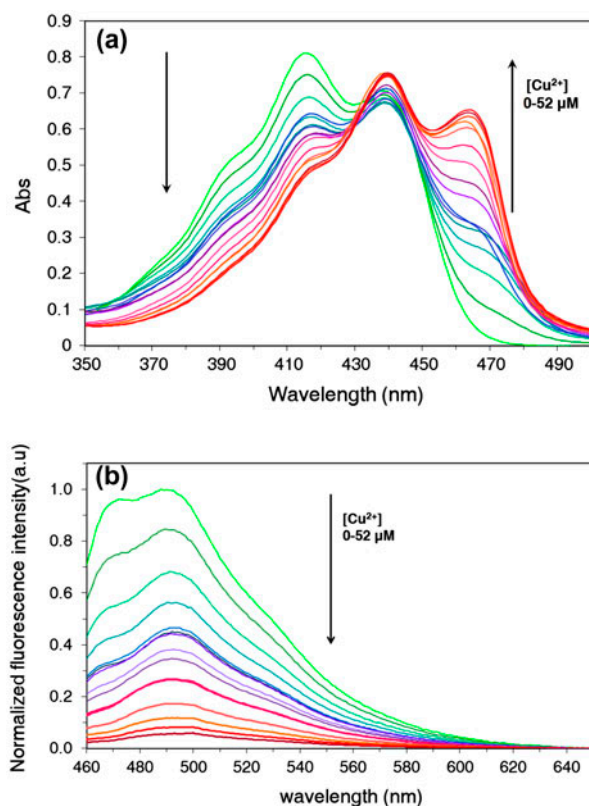 (a)
0.9
0.8
0.7
0.6
0.5
0.4
0.3
0.2
0.1
0
Abs
[Cu²⁺]
0-52 µM
350 370 390 410 430 450 470 490
Wavelength (nm)
(b)
1.0
0.8
0.6
0.4
0.2
0.0
Normalized fluorescence intensity(a.u)
[Cu²⁺]
0-52 µM
460 480 500 520 540 560 580 600 620 640
wavelength (nm)